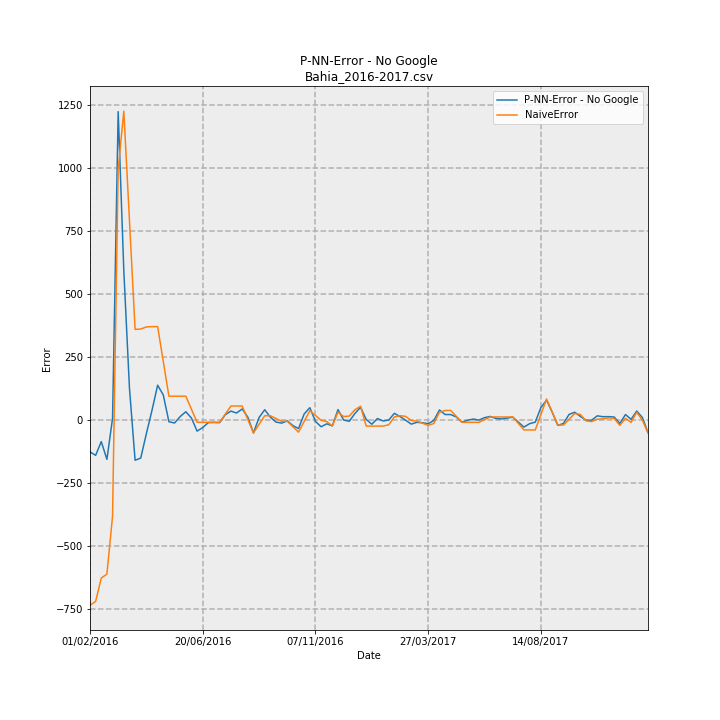 P-NN-Error - No Google
Bahia_2016-2017.csv
P-NN-Error - No Google
NaiveError
1250
1000
750
500
250
0
−250
−500
−750
Error
01/02/2016
20/06/2016
07/11/2016
27/03/2017
14/08/2017
Date